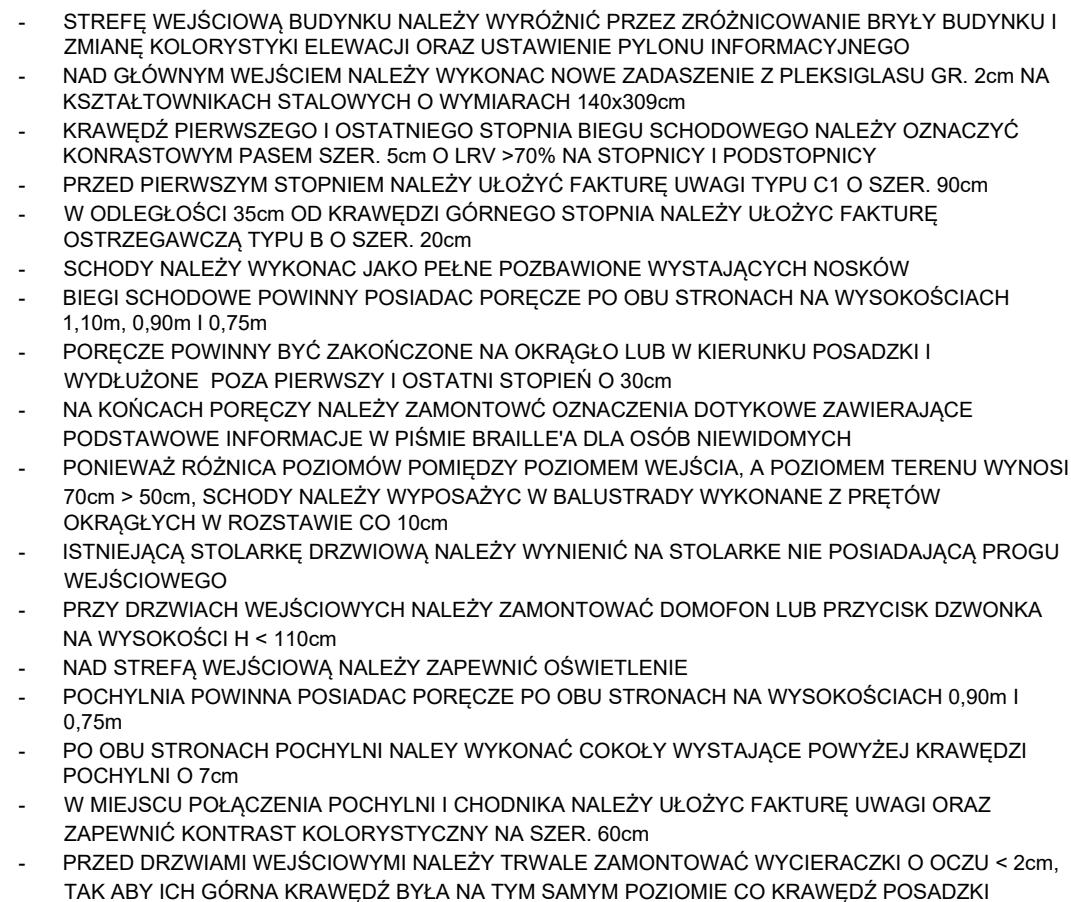 - STREFĘ WEJŚCIOWĄ BUDYNKU NALEŻY WYRÓŻNIĆ PRZEZ ZRÓŻNICOWANIE BRYŁY BUDYNKU I
ZMIANĘ KOLORYSTYKI ELEWACJI ORAZ USTAWIENIE PYLONU INFORMACYJNEGO
- NAD GŁÓWNYM WEJŚCIEM NALEŻY WYKONAC NOWE ZADASZENIE Z PLEKSIGLASU GR. 2cm NA
KSZTAŁTOWNIKACH STALOWYCH O WYMIARACH 140x309cm
- KRAWĘDŹ PIERWSZEGO I OSTATNIEGO STOPNIA BIEGU SCHODOWEGO NALEŻY OZNACZYĆ
KONRASTOWYM PASEM SZER. 5cm O LRV >70% NA STOPNICY I PODSTOPNICY
- PRZED PIERWSZYM STOPNIEM NALEŻY UŁOŻYĆ FAKTURĘ UWAGI TYPU C1 O SZER. 90cm
- W ODLEGŁOŚCI 35cm OD KRAWĘDZI GÓRNEGO STOPNIA NALEŻY UŁOŻYC FAKTURĘ
OSTRZEGAWCZĄ TYPU B O SZER. 20cm
- SCHODY NALEŻY WYKONAC JAKO PEŁNE POZBAWIONE WYSTAJĄCYCH NOSKÓW
- BIEGI SCHODOWE POWINNY POSIADAC PORĘCZE PO OBU STRONACH NA WYSOKOŚCIACH
1,10m, 0,90m I 0,75m
- PORĘCZE POWINNY BYĆ ZAKOŃCZONE NA OKRĄGŁO LUB W KIERUNKU POSADZKI I
WYDŁUŻONE POZA PIERWSZY I OSTATNI STOPIEŃ O 30cm
- NA KOŃCACH PORĘCZY NALEŻY ZAMONTOWĆ OZNACZENIA DOTYKOWE ZAWIERAJĄCE
PODSTAWOWE INFORMACJE W PIŚMIE BRAILLE'A DLA OSÓB NIEWIDOMYCH
- PONIEWAŻ RÓŻNICA POZIOMÓW POMIĘDZY POZIOMEM WEJŚCIA, A POZIOMEM TERENU WYNOSI
70cm > 50cm, SCHODY NALEŻY WYPOSAŻYC W BALUSTRADY WYKONANE Z PRĘTÓW
OKRĄGŁYCH W ROZSTAWIE CO 10cm
- ISTNIEJĄCĄ STOLARKĘ DRZWIOWĄ NALEŻY WYNIENIĆ NA STOLARKE NIE POSIADAJĄCĄ PROGU
WEJŚCIOWEGO
- PRZY DRZWIACH WEJŚCIOWYCH NALEŻY ZAMONTOWAĆ DOMOFON LUB PRZYCISK DZWONKA
NA WYSOKOŚCI H < 110cm
- NAD STREFĄ WEJŚCIOWĄ NALEŻY ZAPEWNIĆ OŚWIETLENIE
- POCHYLNIA POWINNA POSIADAC PORĘCZE PO OBU STRONACH NA WYSOKOŚCIACH 0,90m I
0,75m
- PO OBU STRONACH POCHYLNI NALEY WYKONAĆ COKOŁY WYSTAJĄCE POWYŻEJ KRAWĘDZI
POCHYLNI O 7cm
- W MIEJSCU POŁĄCZENIA POCHYLNI I CHODNIKA NALEŻY UŁOŻYC FAKTURĘ UWAGI ORAZ
ZAPEWNIĆ KONTRAST KOLORYSTYCZNY NA SZER. 60cm
- PRZED DRZWIAMI WEJŚCIOWYMI NALEŻY TRWALE ZAMONTOWAĆ WYCIERACZKI O OCZU < 2cm,
TAK ABY ICH GÓRNA KRAWĘDŹ BYŁA NA TYM SAMYM POZIOMIE CO KRAWĘDŹ POSADZKI